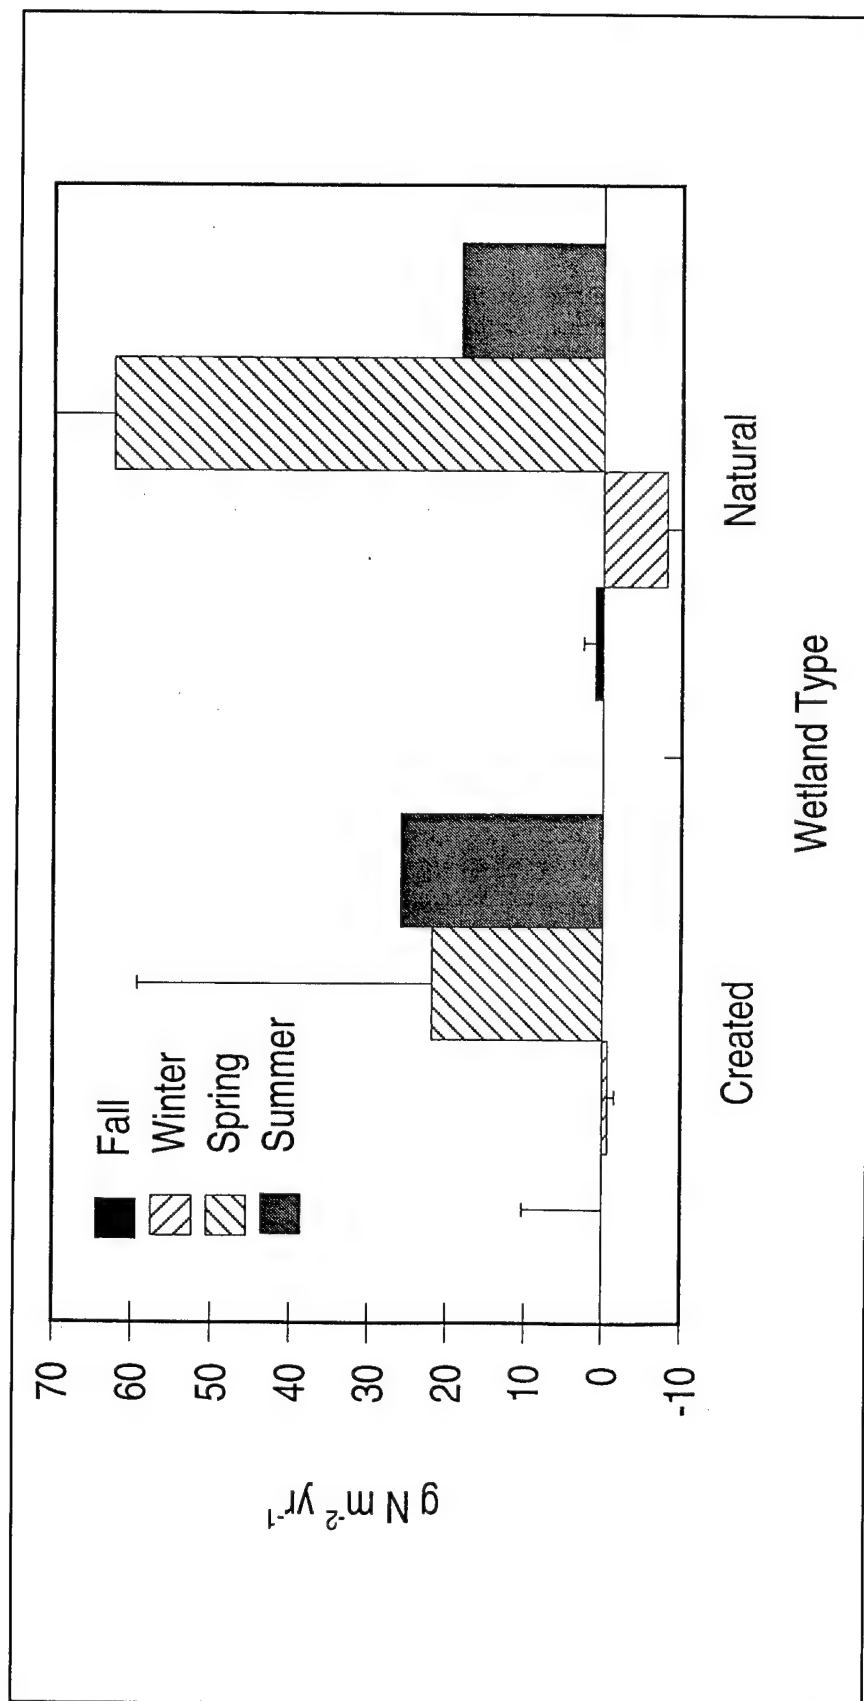 g N m⁻² yr⁻¹
70
60
50
40
30
20
10
0
-10
Fall
Winter
Spring
Summer
Created
Natural
Wetland Type